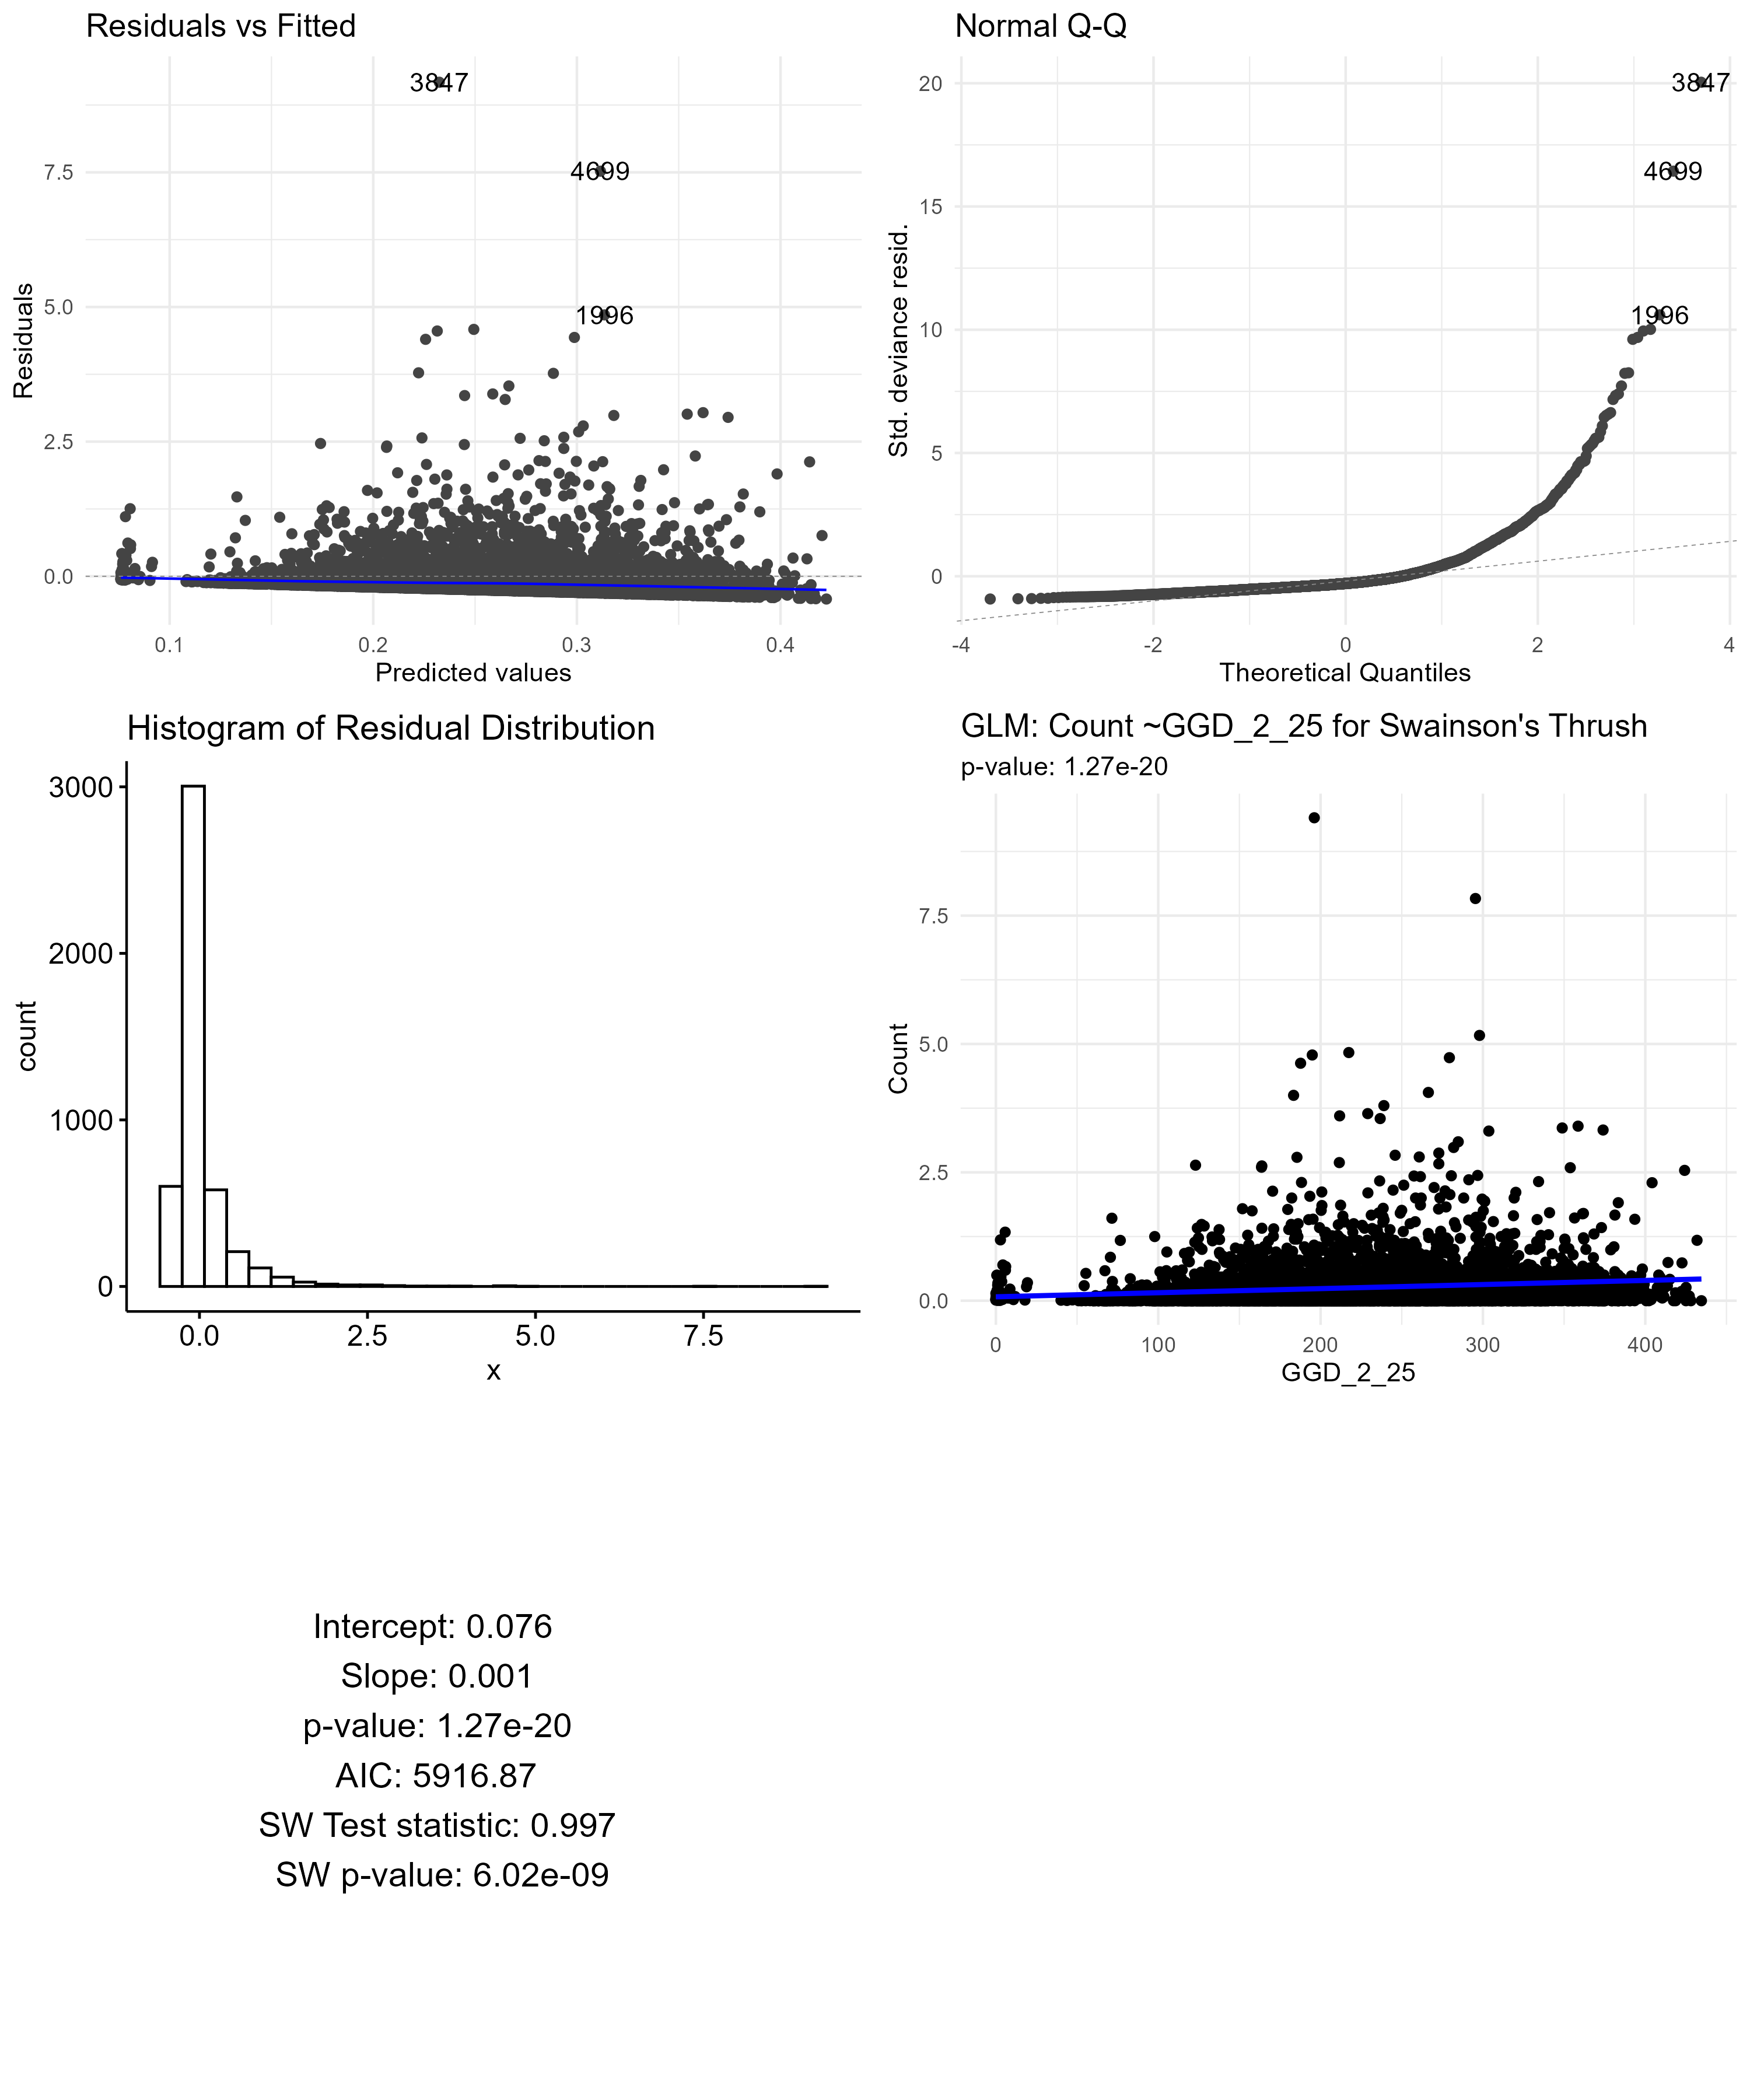 Residuals vs Fitted
3847
4699
1996
7.5
5.0
2.5
0.0
Residuals
0.1 0.2 0.3 0.4
Predicted values
Normal Q-Q
3847
4699
1996
20
15
10
5
0
Std. deviance resid.
-4 -2 0 2 4
Theoretical Quantiles
Histogram of Residual Distribution
3000
2000
1000
0
count
0.0 2.5 5.0 7.5
x
GLM: Count ~GGD_2_25 for Swainson's Thrush
p-value: 1.27e-20
7.5
5.0
2.5
0.0
Count
0 100 200 300 400
GGD_2_25
Intercept: 0.076
Slope: 0.001
p-value: 1.27e-20
AIC: 5916.87
SW Test statistic: 0.997
SW p-value: 6.02e-09